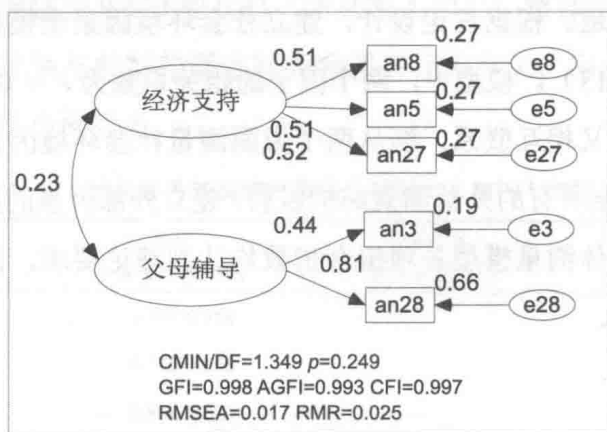 0.27
0.51
an8
e8
0.27
经济支持
an5
e5
0.51
0.27
0.52
an27
e27
0.23
0.44
0.19
an3
e3
父母辅导
0.81
0.66
an28
e28
CMIN/DF=1.349 p=0.249
GFI=0.998 AGFI=0.993 CFI=0.997
RMSEA=0.017 RMR=0.025